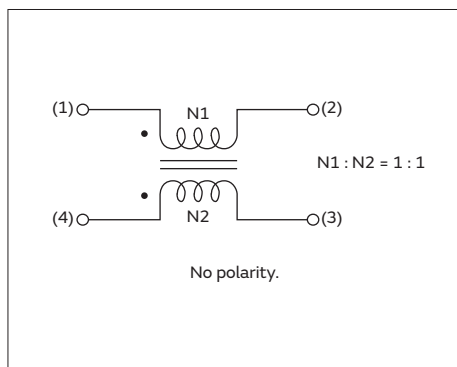 (1) N1 (2)
N1 : N2 = 1 : 1
(4) N2 (3)
No polarity.